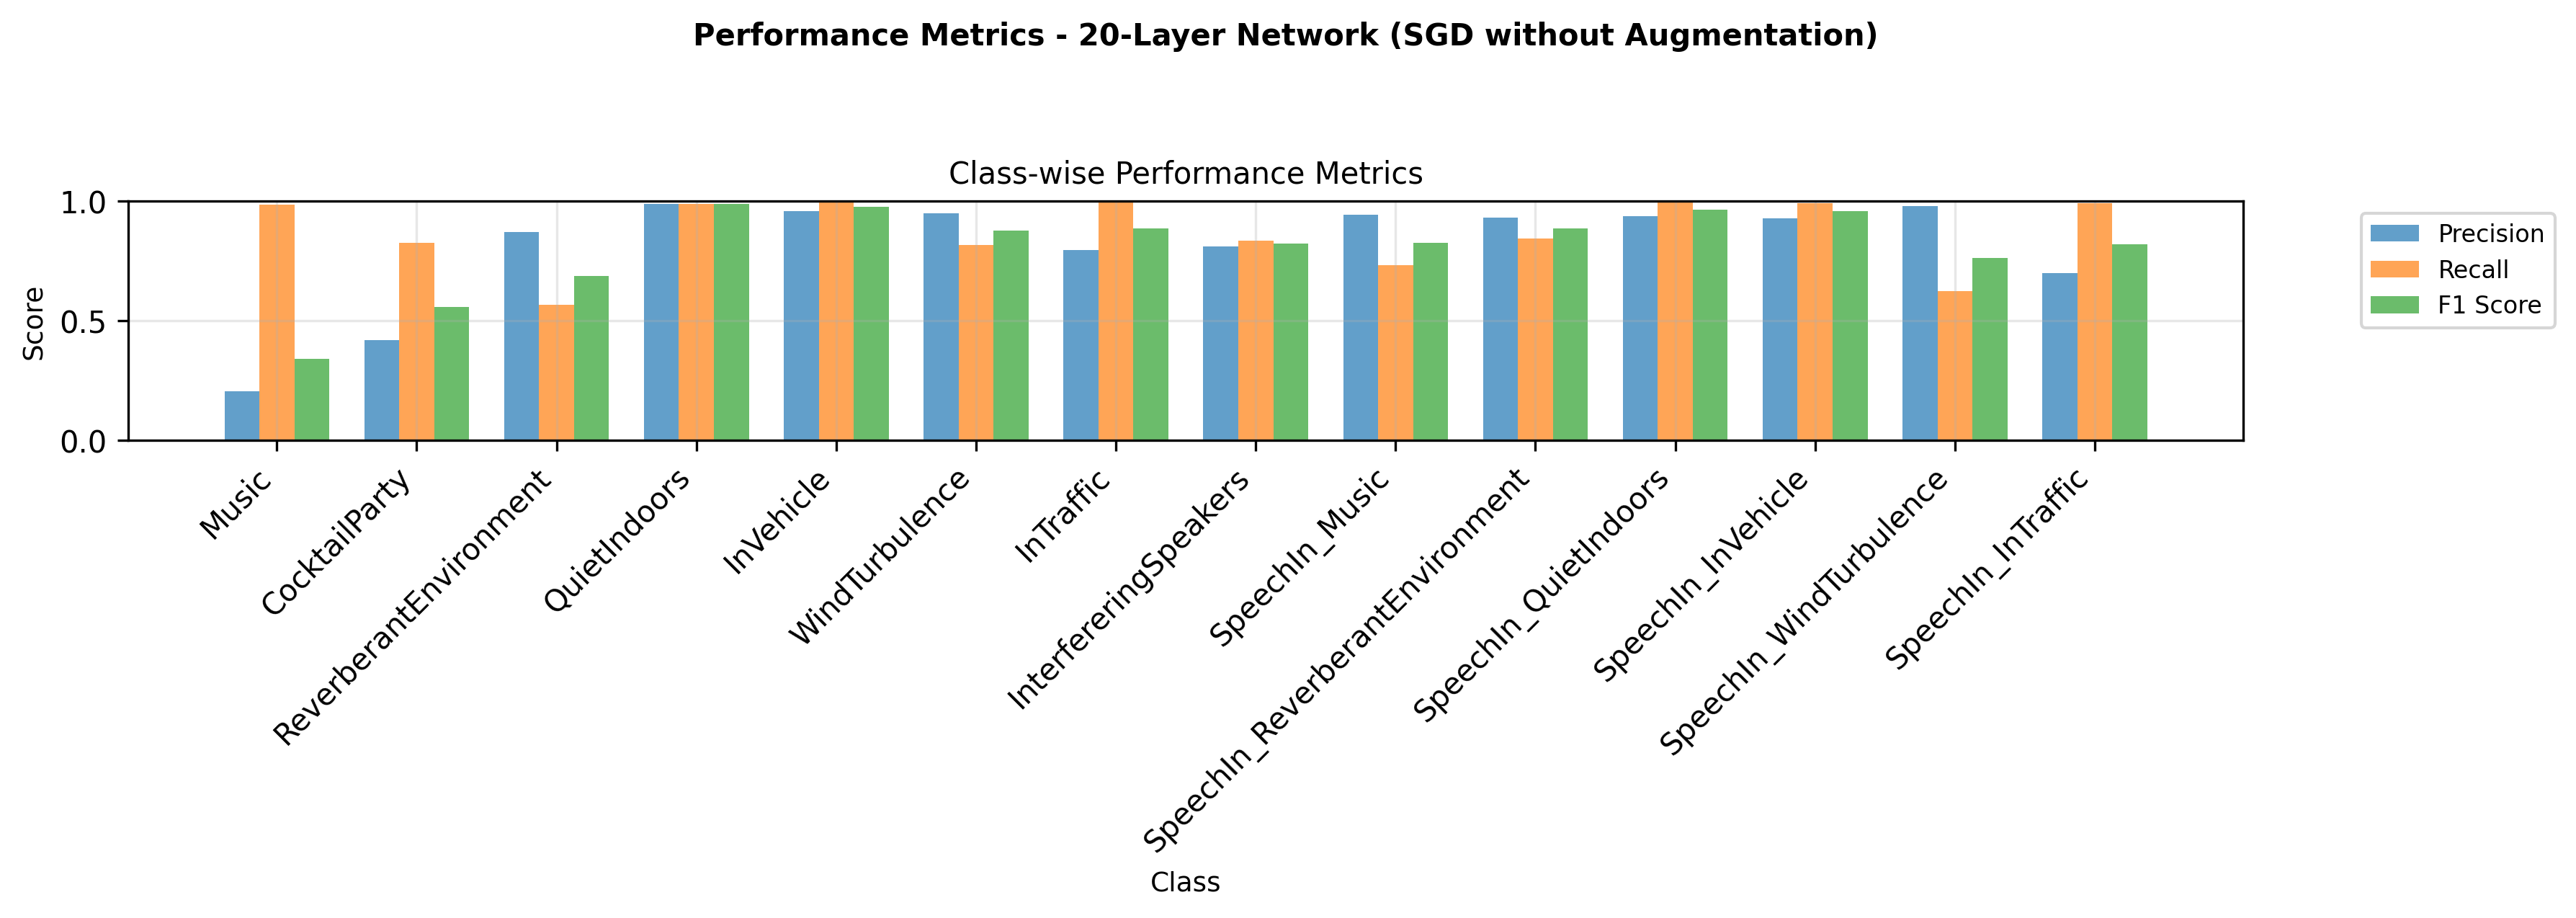 Performance Metrics - 20-Layer Network (SGD without Augmentation)
Class-wise Performance Metrics
1.0
0.5
0.0
Score
Precision
Recall
F1 Score
Music
CocktailParty
ReverberantEnvironment
QuietIndoors
InVehicle
WindTurbulence
InTraffic
InterferingSpeakers
SpeechIn_Music
SpeechIn_ReverberantEnvironment
SpeechIn_QuietIndoors
SpeechIn_InVehicle
SpeechIn_WindTurbulence
SpeechIn_InTraffic
Class